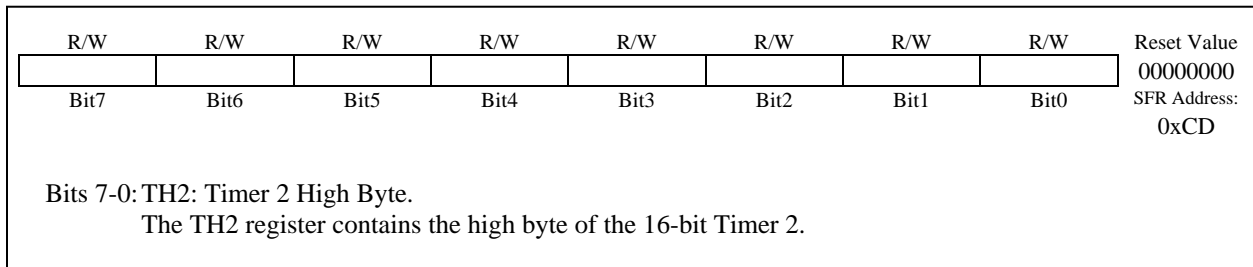 R/W R/W R/W R/W R/W R/W R/W R/W Reset Value
00000000
Bit7 Bit6 Bit5 Bit4 Bit3 Bit2 Bit1 Bit0 SFR Address:
0xCD
Bits 7-0: TH2: Timer 2 High Byte.
The TH2 register contains the high byte of the 16-bit Timer 2.